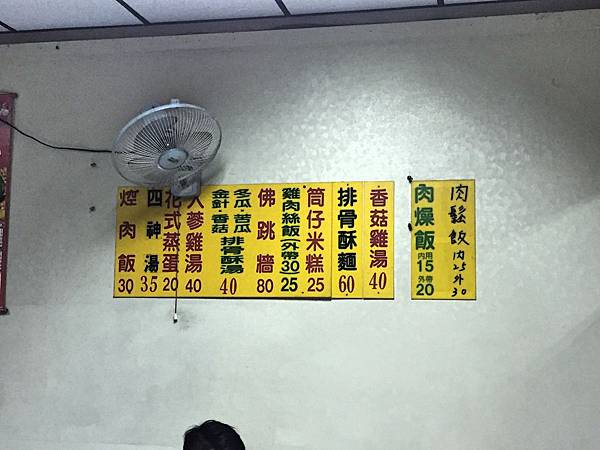 肉鬆飯內25外30
肉燥飯 內用15 外帶20
香菇雞湯 40
排骨酥麵 60
筒仔米糕 25
雞肉絲飯(外帶30) 25
佛跳牆 80
冬瓜·苦瓜 金針·香菇 排骨酥湯 40
人蔘雞湯 40
花式蒸蛋 20
四神湯 35
焢肉飯 30